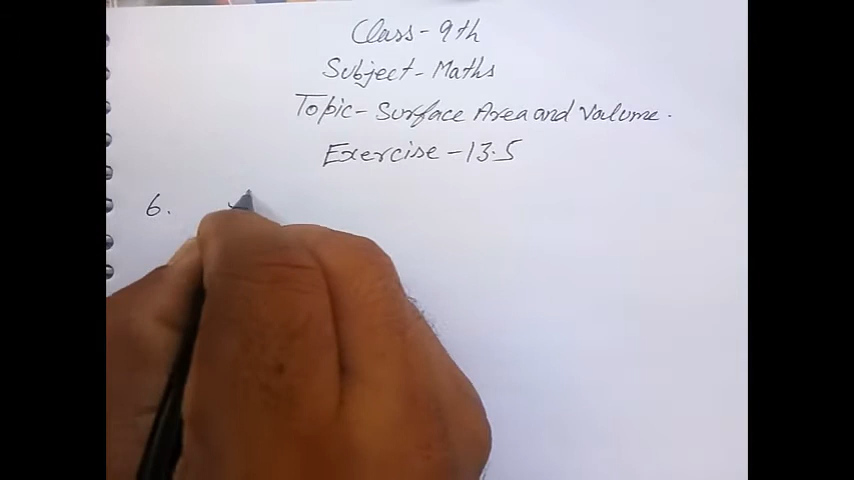 Class-9th
Subject-Maths
Topic-Surface Area and Volume.
Exercise-13.5
6.